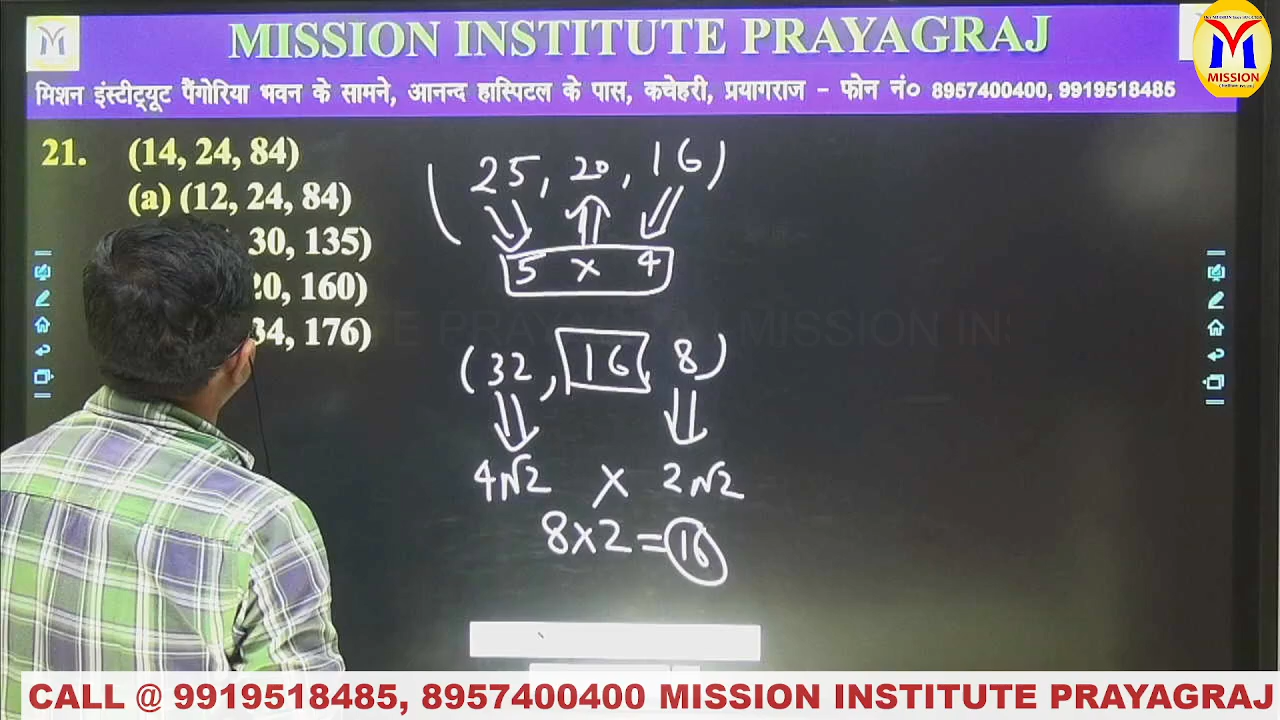 MISSION INSTITUTE PRAYAGRAJ
मिशन इंस्टीट्यूट पैंगोरिया भवन के सामने, आनन्द हास्पिटल के पास, कचेहरी, प्रयागराज - फोन नं० 8957400400, 9919518485
MISSION
21. (14, 24, 84)
(a) (12, 24, 84)
30, 135)
20, 160)
34, 176)
(25, 20, 16)
5 × 4
(32, 16, 8)
4√2 × 2√2
8×2=16
CALL @ 9919518485, 8957400400 MISSION INSTITUTE PRAYAGRAJ